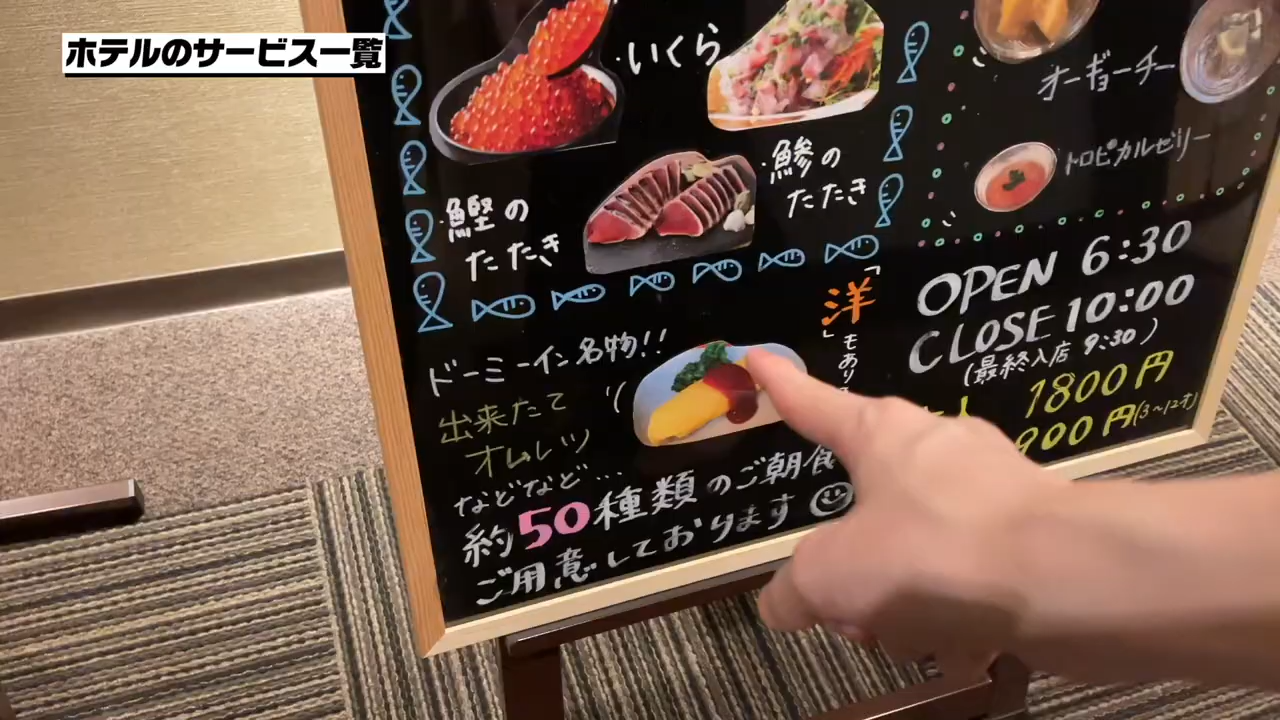 ホテルのサービス一覧
・いくら
・鯵の
たたき
・鰹の
たたき
オーギョーチー
トロピカルゼリー
「洋」もあり
ドーミーイン名物!!
出来たて
オムレツ
などなど…
約50種類のご朝食
ご用意しております
OPEN 6:30
CLOSE 10:00
(最終入店 9:30)
1800円
900円(3~12才)